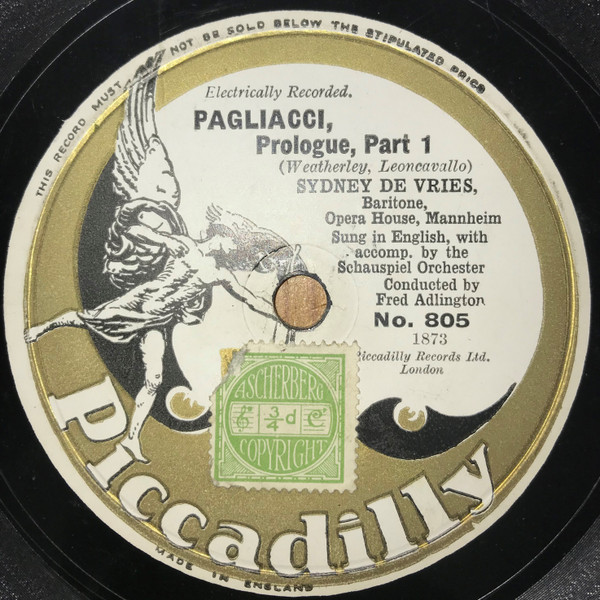 THIS RECORD MUST NOT BE SOLD BELOW THE STIPULATED PRICE
Electrically Recorded.
PAGLIACCI,
Prologue, Part 1
(Weatherley, Leoncavallo)
SYDNEY DE VRIES,
Baritone,
Opera House, Mannheim
Sung in English, with
accomp. by the
Schauspiel Orchester
Conducted by
Fred Adlington
No. 805
1873
Piccadilly Records Ltd.
London
ASCHERBERG
3/4d
COPYRIGHT
Piccadilly
MADE IN ENGLAND